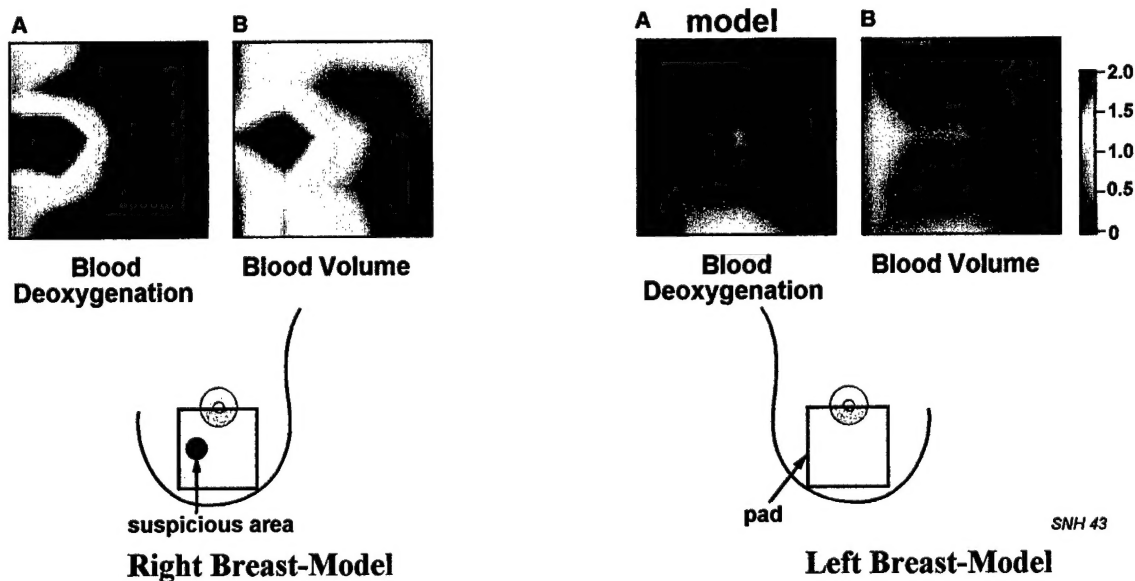 A B
Blood
Deoxygenation
Blood Volume
suspicious area
Right Breast-Model
A model B
2.0
1.5
1.0
0.5
0
Blood
Deoxygenation
Blood Volume
pad
SNH 43
Left Breast-Model